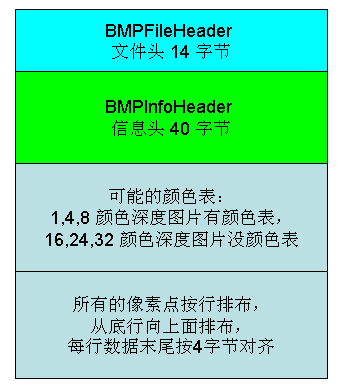 BMPFileHeader
文件头 14 字节
BMPInfoHeader
信息头 40 字节
可能的颜色表：
1,4,8 颜色深度图片有颜色表，
16,24,32 颜色深度图片没颜色表
所有的像素点按行排布，
从底行向上面排布，
每行数据末尾按4字节对齐